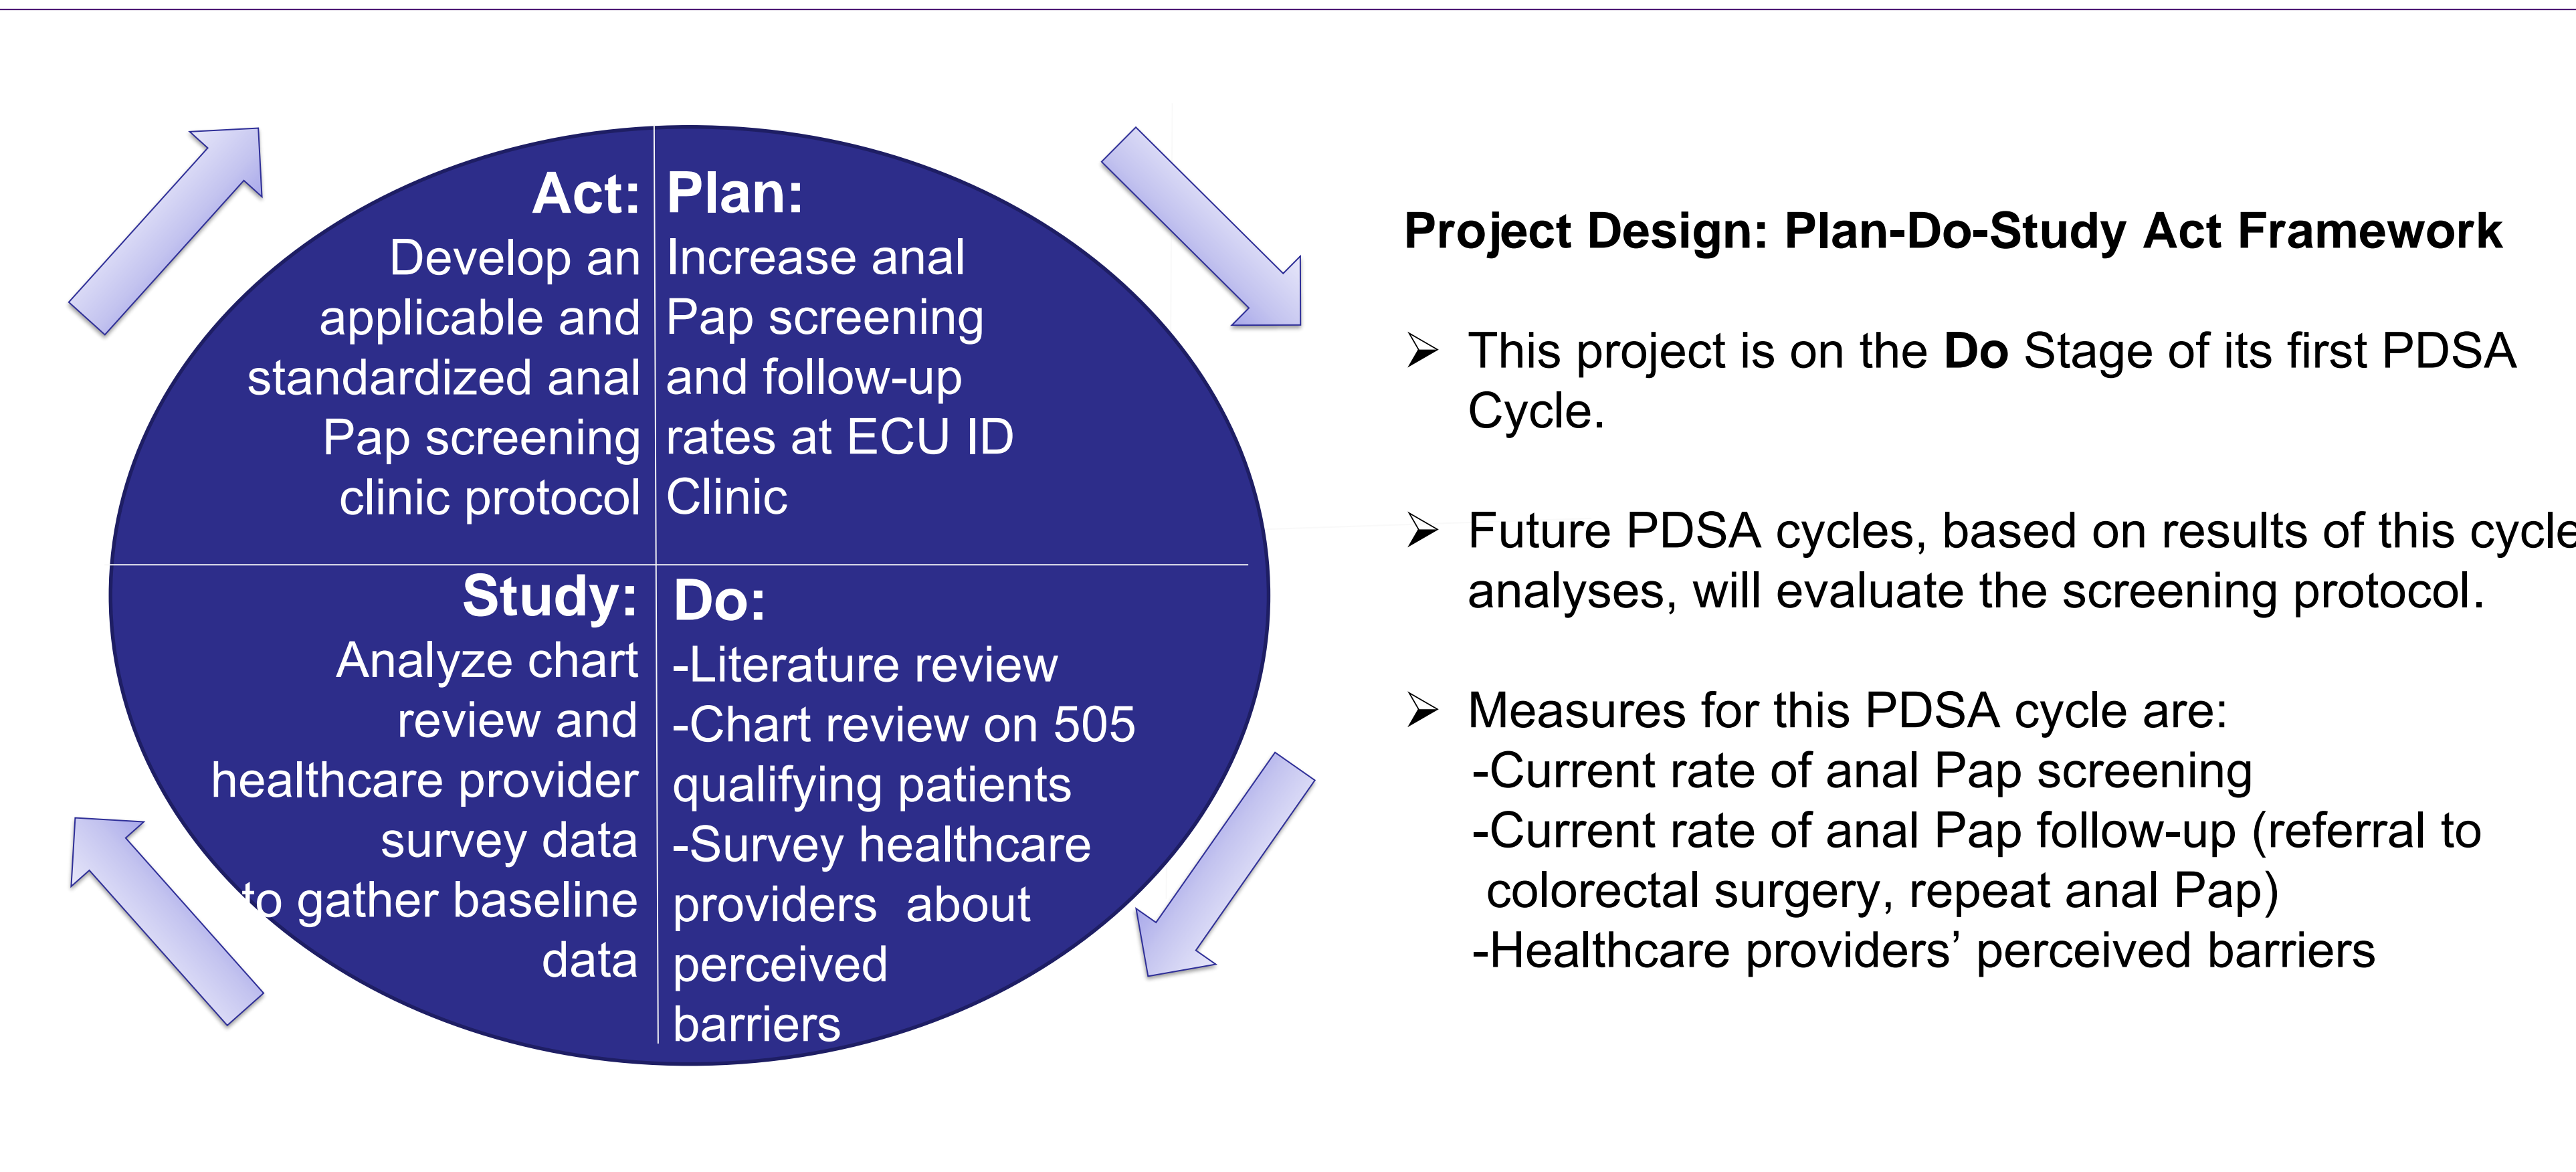 Act:
Develop an
applicable and
standardized anal
Pap screening
clinic protocol
Plan:
Increase anal
Pap screening
and follow-up
rates at ECU ID
Clinic
Study:
Analyze chart
review and
healthcare provider
survey data
to gather baseline
data
Do:
-Literature review
-Chart review on 505
qualifying patients
-Survey healthcare
providers  about
perceived
barriers
Project Design: Plan-Do-Study Act Framework
➢ This project is on the Do Stage of its first PDSA
Cycle.
➢ Future PDSA cycles, based on results of this cycle
analyses, will evaluate the screening protocol.
➢ Measures for this PDSA cycle are:
-Current rate of anal Pap screening
-Current rate of anal Pap follow-up (referral to
colorectal surgery, repeat anal Pap)
-Healthcare providers’ perceived barriers